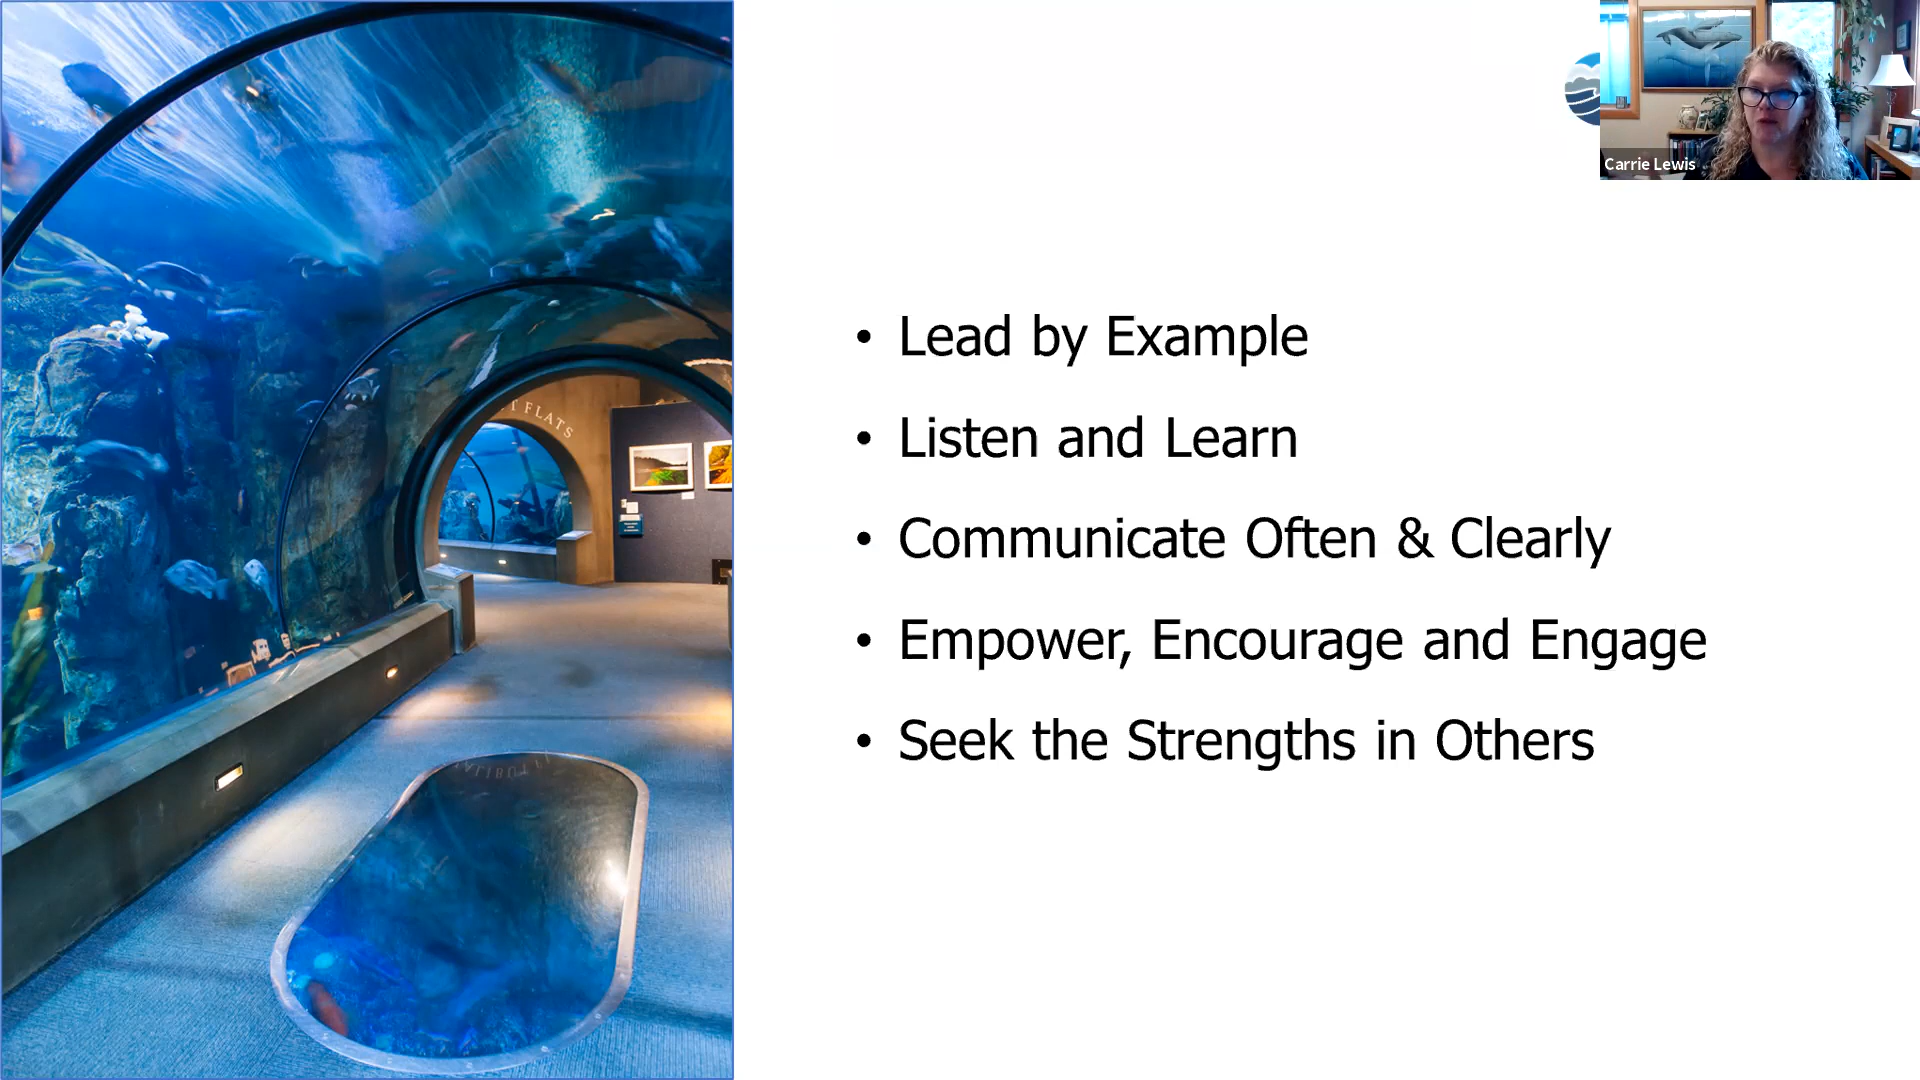 Carrie Lewis
T FLATS
• Lead by Example
• Listen and Learn
• Communicate Often & Clearly
• Empower, Encourage and Engage
• Seek the Strengths in Others